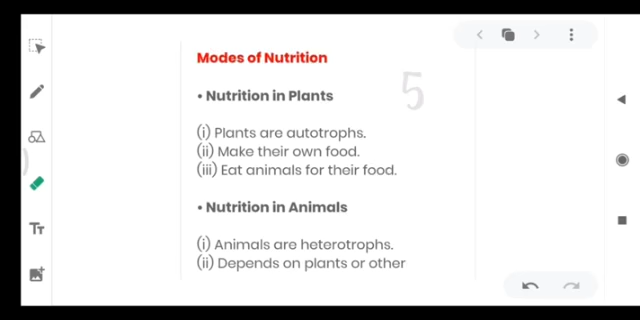 Modes of Nutrition
5
• Nutrition in Plants
(i) Plants are autotrophs.
(ii) Make their own food.
(iii) Eat animals for their food.
• Nutrition in Animals
(i) Animals are heterotrophs.
(ii) Depends on plants or other
TT